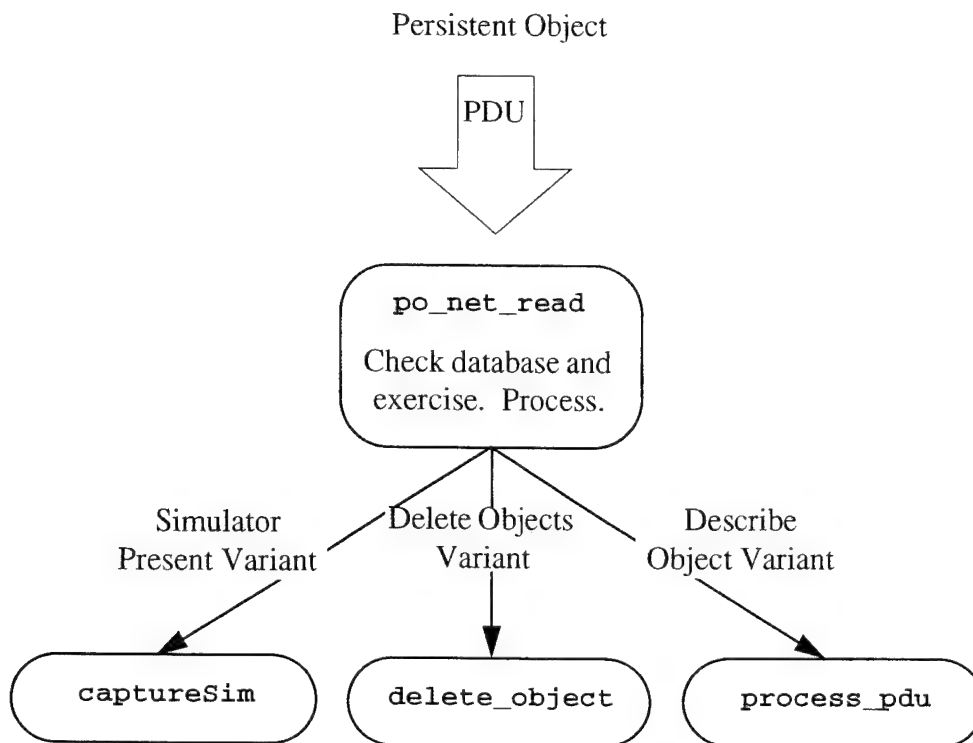 Persistent Object
PDU
po_net_read
Check database and
exercise. Process.
Simulator
Present Variant
Delete Objects
Variant
Describe
Object Variant
captureSim
delete_object
process_pdu